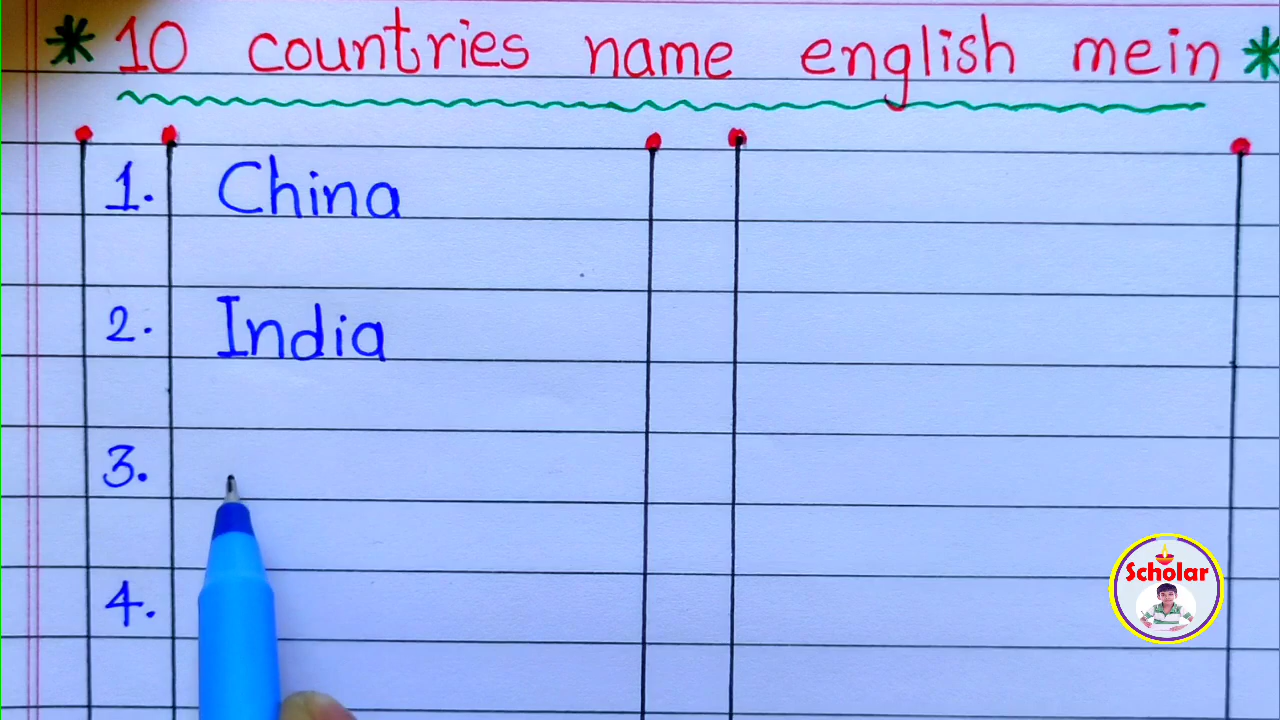 * 10 countries name english mein *
1. China
2. India
3.
4.
Scholar